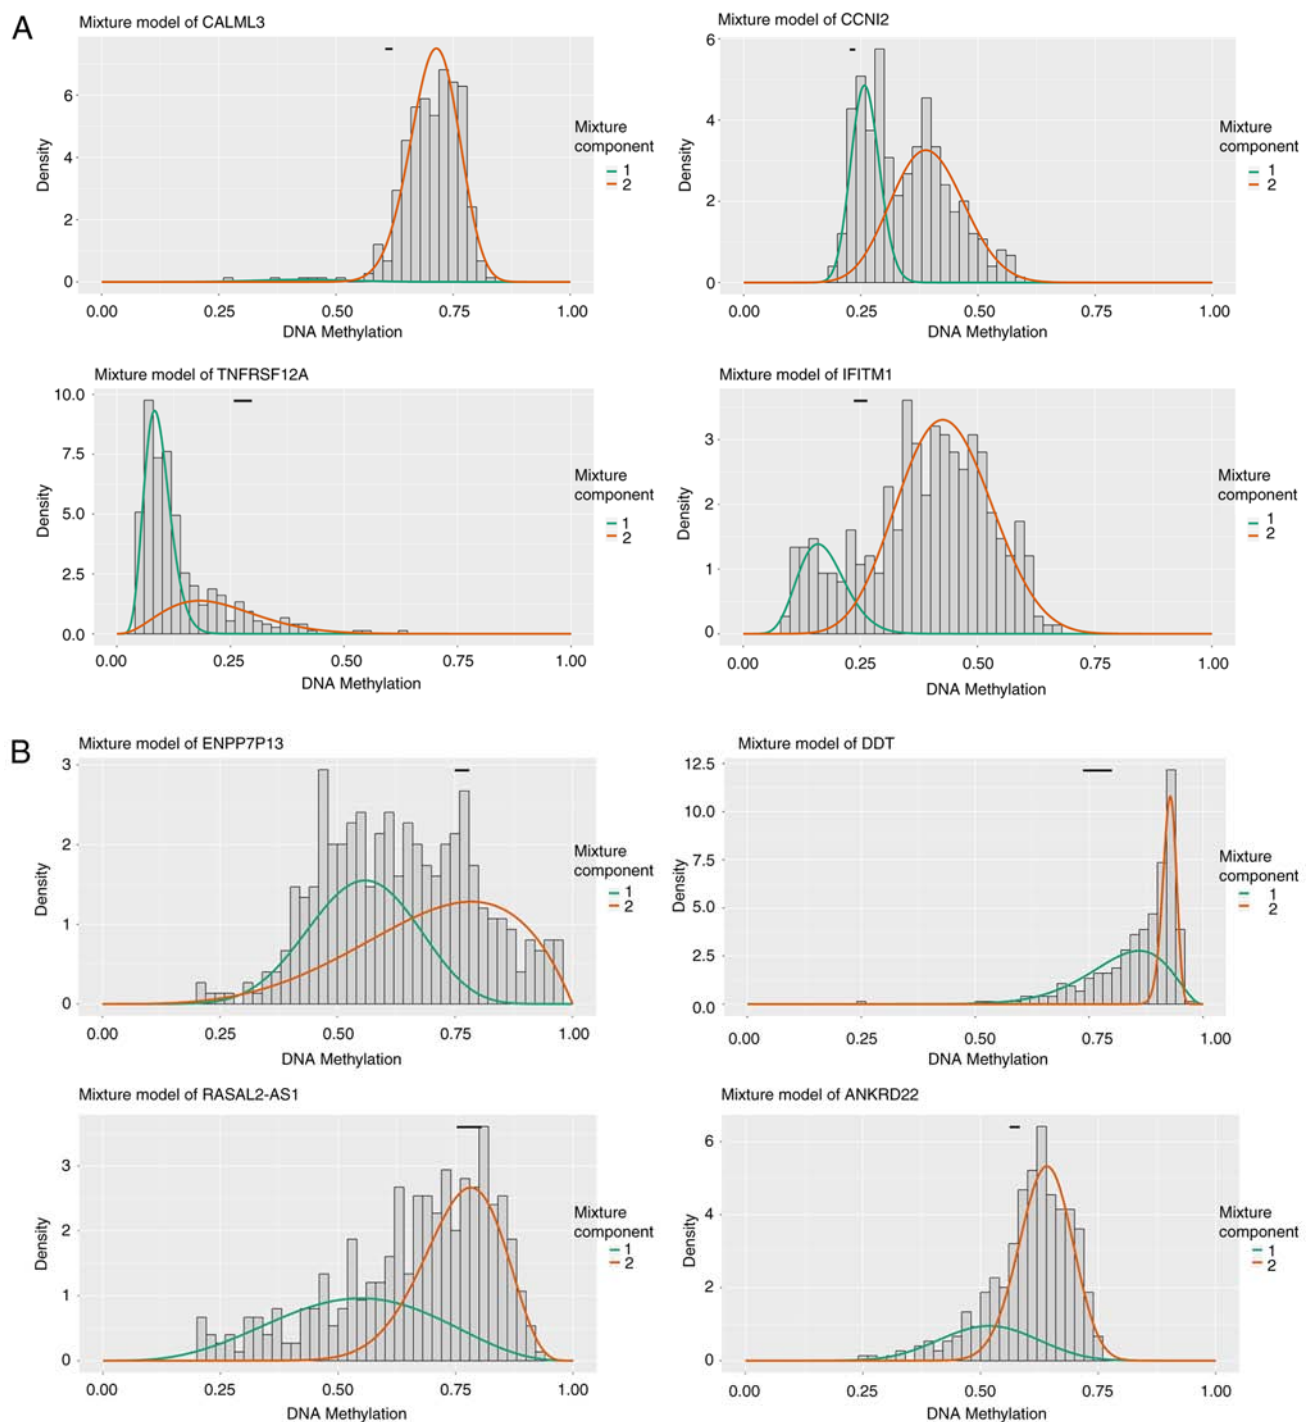 A
Mixture model of CALML3
6
4
2
0
Density
0.00 0.25 0.50 0.75 1.00
DNA Methylation
Mixture
component
1
2
Mixture model of CCNI2
6
4
2
0
Density
0.00 0.25 0.50 0.75 1.00
DNA Methylation
Mixture
component
1
2
Mixture model of TNFRSF12A
10.0
7.5
5.0
2.5
0.0
Density
0.00 0.25 0.50 0.75 1.00
DNA Methylation
Mixture
component
1
2
Mixture model of IFITM1
3
2
1
0
Density
0.00 0.25 0.50 0.75 1.00
DNA Methylation
Mixture
component
1
2
B
Mixture model of ENPP7P13
3
2
1
0
Density
0.00 0.25 0.50 0.75 1.00
DNA Methylation
Mixture
component
1
2
Mixture model of DDT
12.5
10.0
7.5
5.0
2.5
0.0
Density
0.00 0.25 0.50 0.75 1.00
DNA Methylation
Mixture
component
1
2
Mixture model of RASAL2-AS1
3
2
1
0
Density
0.00 0.25 0.50 0.75 1.00
DNA Methylation
Mixture
component
1
2
Mixture model of ANKRD22
6
4
2
0
Density
0.00 0.25 0.50 0.75 1.00
DNA Methylation
Mixture
component
1
2